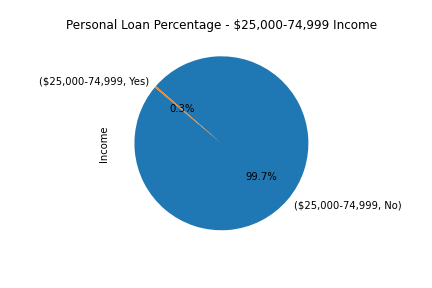 Personal Loan Percentage - $25,000-74,999 Income
($25,000-74,999, Yes)
0.3%
Income
99.7%
($25,000-74,999, No)